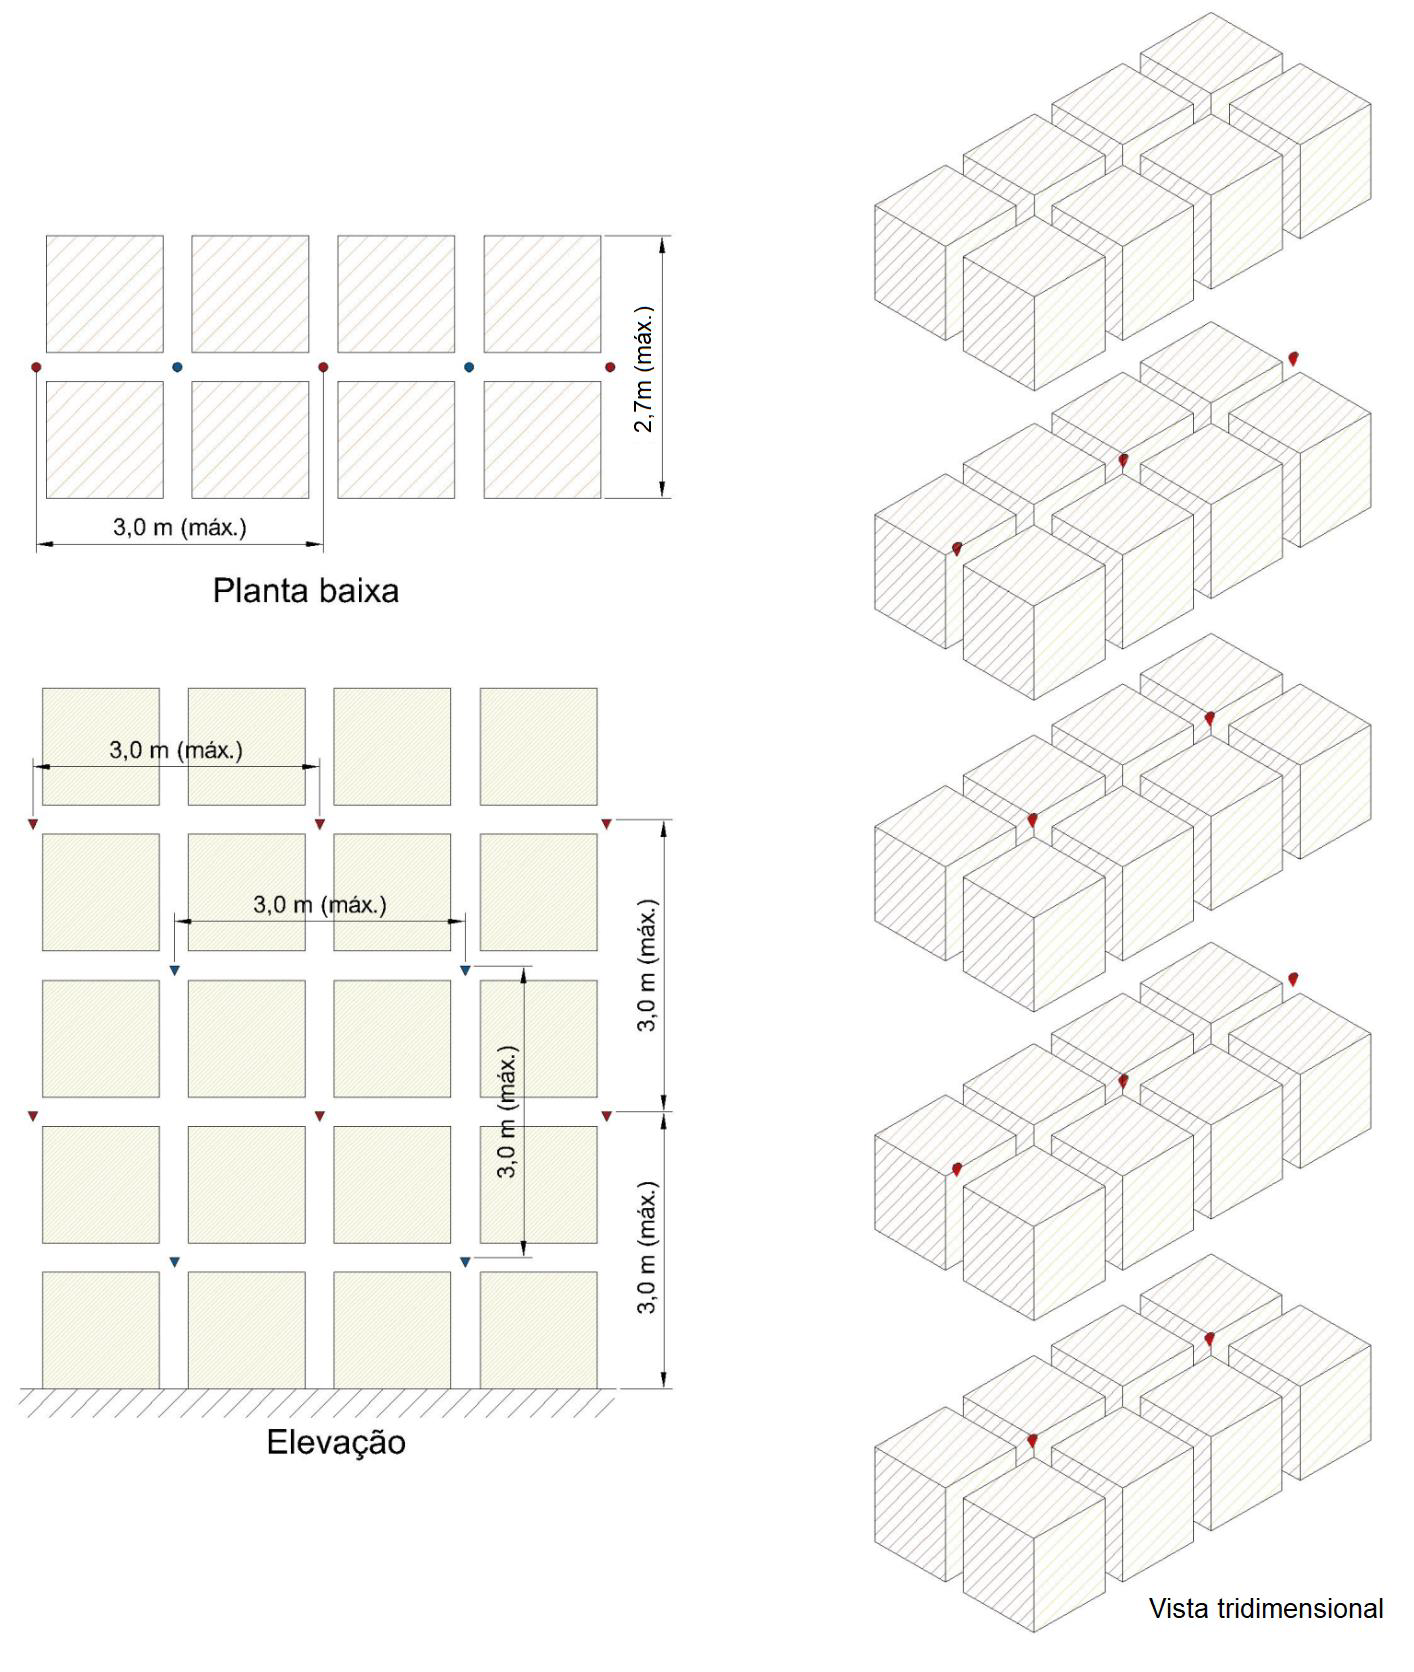 2,7m (máx.)
3,0 m (máx.)
Planta baixa
3,0 m (máx.)
3,0 m (máx.)
3,0 m (máx.)
3,0 m (máx.)
3,0 m (máx.)
Elevação
Vista tridimensional